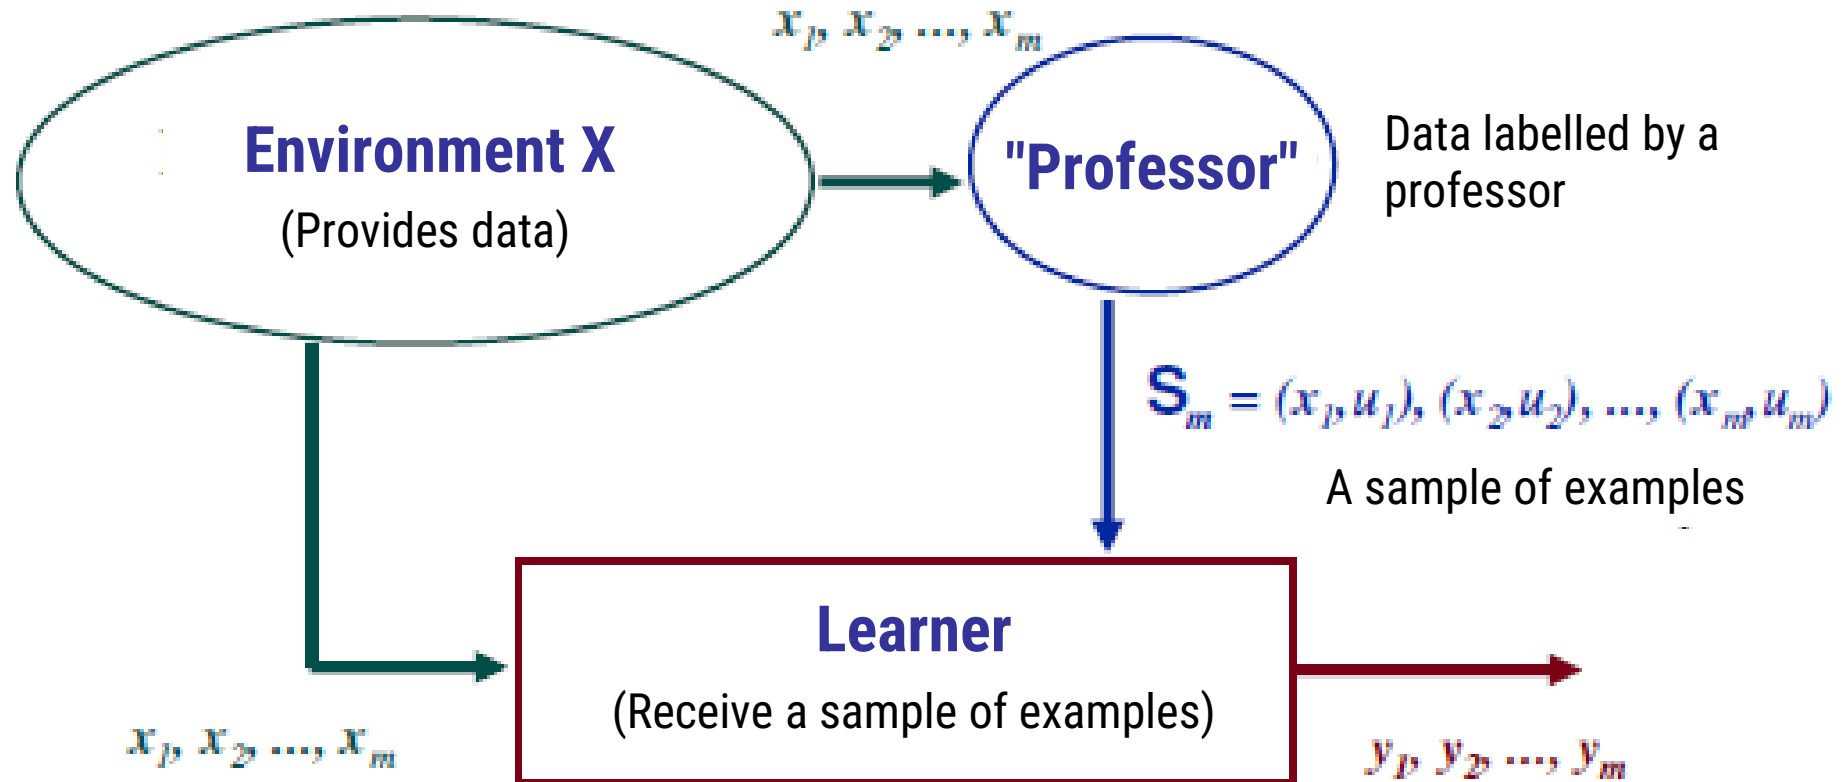 x₁, x₂, ..., xₘ
Environment X
(Provides data)
"Professor"
Data labelled by a
professor
Sₘ = (x₁, u₁), (x₂, u₂), ..., (xₘ, uₘ)
A sample of examples
Learner
(Receive a sample of examples)
x₁, x₂, ..., xₘ
y₁, y₂, ..., yₘ